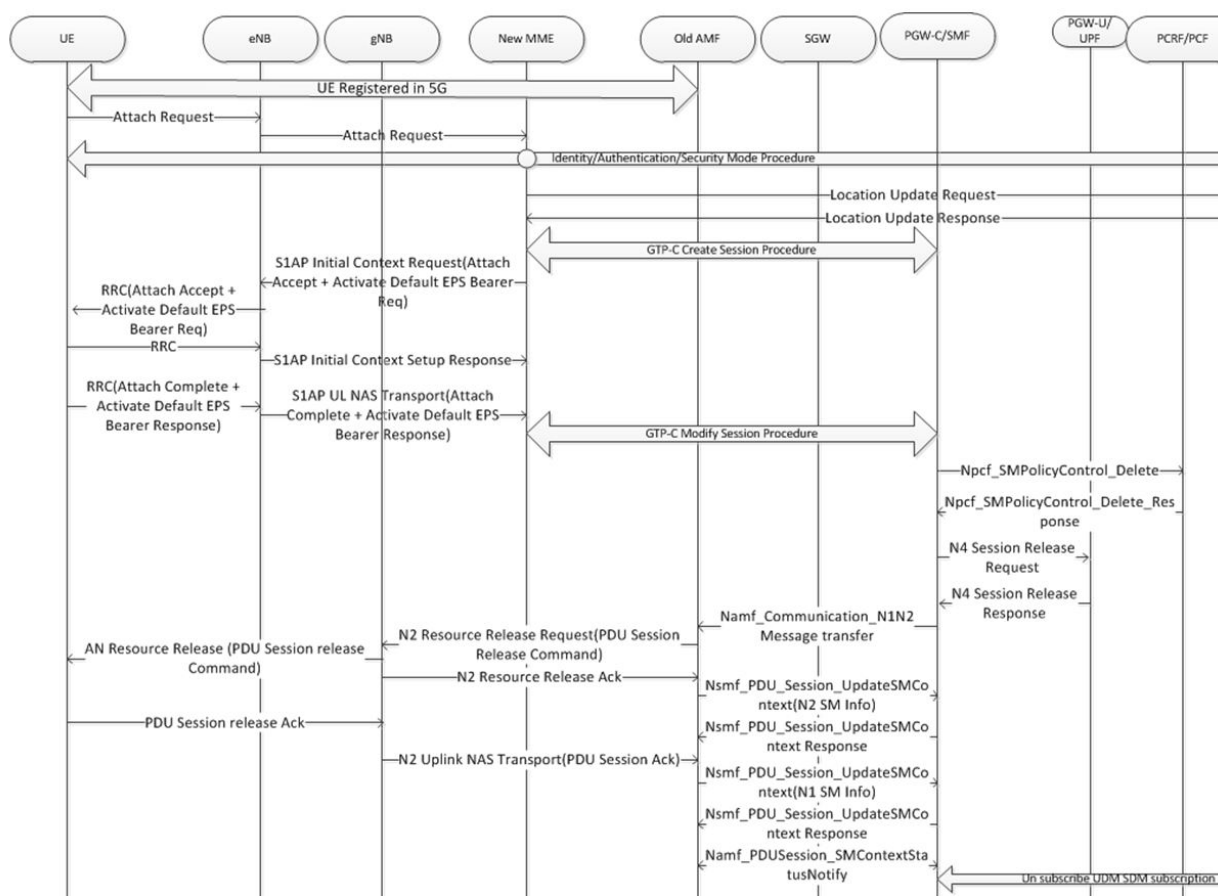 UE
eNB
gNB
New MME
Old AMF
SGW
PGW-C/SMF
PGW-U/
UPF
PCRF/PCF
UE Registered in 5G
Attach Request
Attach Request
Identity/Authentication/Security Mode Procedure
Location Update Request
Location Update Response
GTP-C Create Session Procedure
S1AP Initial Context Request(Attach
Accept + Activate Default EPS Bearer
Req)
RRC(Attach Accept +
Activate Default EPS
Bearer Req)
RRC
S1AP Initial Context Setup Response
RRC(Attach Complete +
Activate Default EPS
Bearer Response)
S1AP UL NAS Transport(Attach
Complete + Activate Default EPS
Bearer Response)
GTP-C Modify Session Procedure
Npcf_SMPolicyControl_Delete
Npcf_SMPolicyControl_Delete_Res
ponse
N4 Session Release
Request
N4 Session Release
Response
Namf_Communication_N1N2
Message transfer
N2 Resource Release Request(PDU Session
Release Command)
AN Resource Release (PDU Session release
Command)
N2 Resource Release Ack
Nsmf_PDU_Session_UpdateSMCo
ntext(N2 SM Info)
PDU Session release Ack
Nsmf_PDU_Session_UpdateSMCo
ntext Response
N2 Uplink NAS Transport(PDU Session Ack)
Nsmf_PDU_Session_UpdateSMCo
ntext(N1 SM Info)
Nsmf_PDU_Session_UpdateSMCo
ntext Response
Namf_PDUSession_SMContextSta
tusNotify
Un subscribe UDM SDM subscription